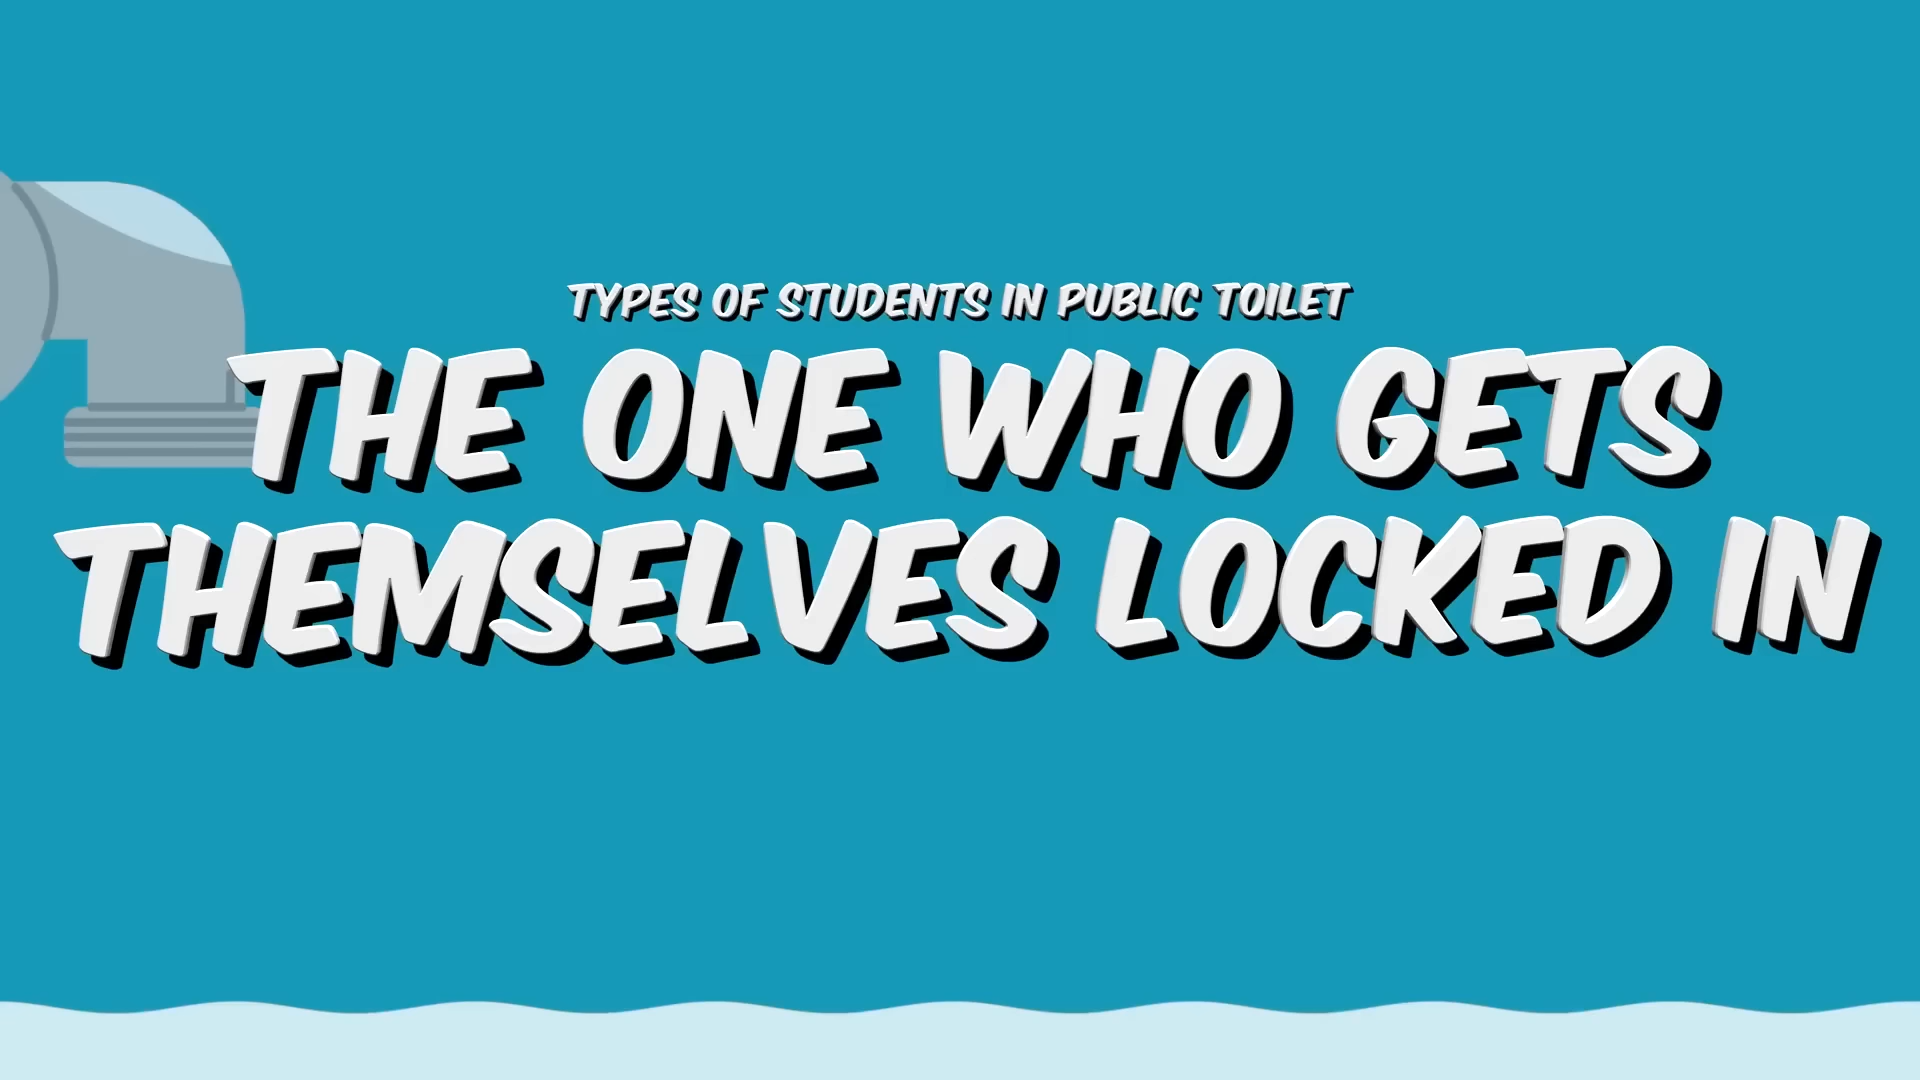 TYPES OF STUDENTS IN PUBLIC TOILET
THE ONE WHO GETS
THEMSELVES LOCKED IN